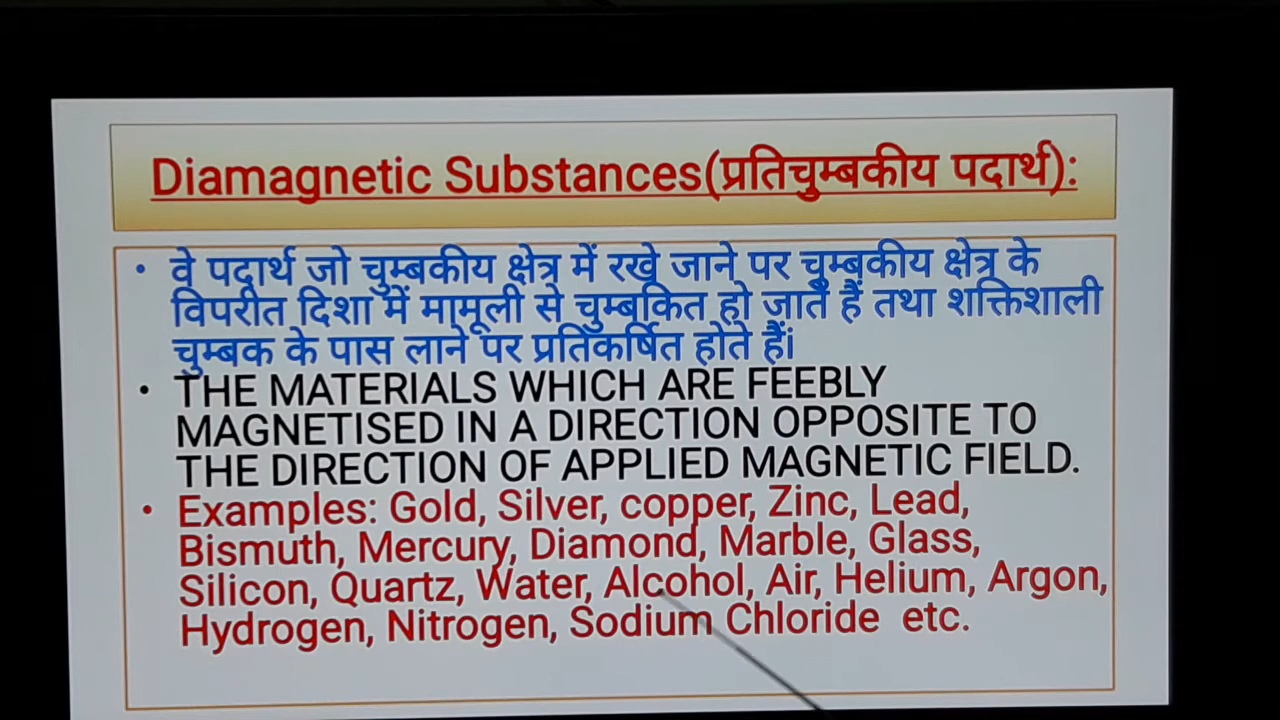 Diamagnetic Substances(प्रतिचुम्बकीय पदार्थ):
• वे पदार्थ जो चुम्बकीय क्षेत्र में रखे जाने पर चुम्बकीय क्षेत्र के
विपरीत दिशा में मामूली से चुम्बकित हो जाते हैं तथा शक्तिशाली
चुम्बक के पास लाने पर प्रतिकर्षित होते हैं।
• THE MATERIALS WHICH ARE FEEBLY
MAGNETISED IN A DIRECTION OPPOSITE TO
THE DIRECTION OF APPLIED MAGNETIC FIELD.
• Examples: Gold, Silver, copper, Zinc, Lead,
Bismuth, Mercury, Diamond, Marble, Glass,
Silicon, Quartz, Water, Alcohol, Air, Helium, Argon,
Hydrogen, Nitrogen, Sodium Chloride etc.